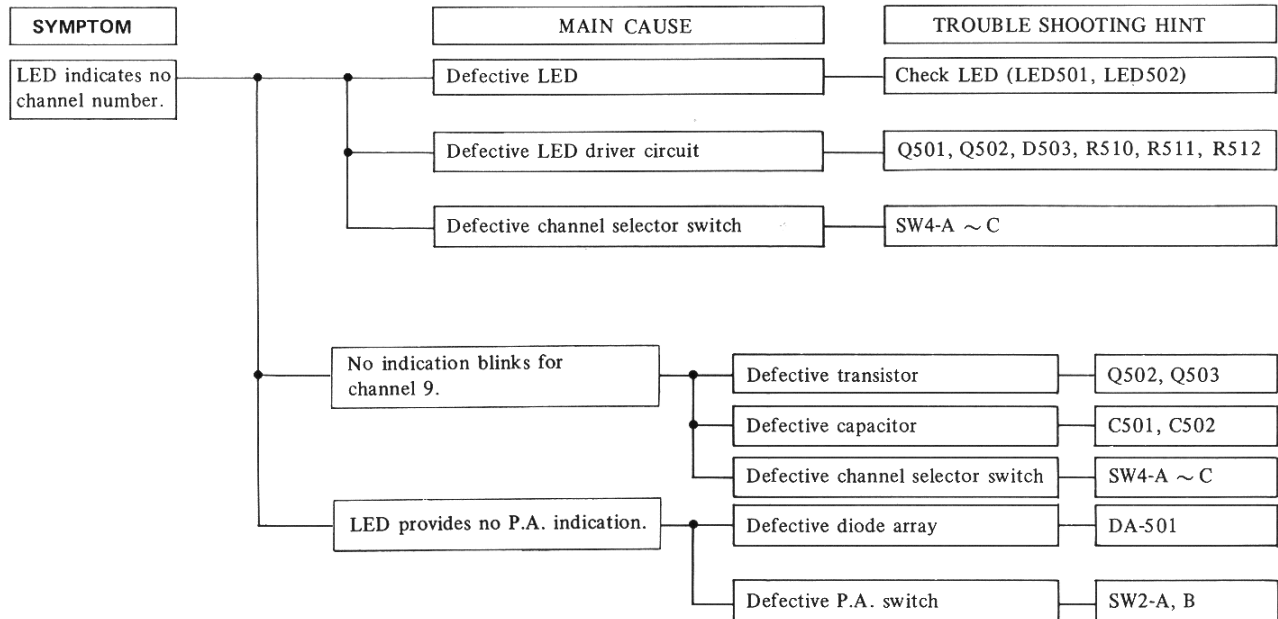 SYMPTOM
MAIN CAUSE
TROUBLE SHOOTING HINT
LED indicates no
channel number.
Defective LED
Check LED (LED501, LED502)
Defective LED driver circuit
Q501, Q502, D503, R510, R511, R512
Defective channel selector switch
SW4-A ~ C
No indication blinks for
channel 9.
Defective transistor
Q502, Q503
Defective capacitor
C501, C502
Defective channel selector switch
SW4-A ~ C
LED provides no P.A. indication.
Defective diode array
DA-501
Defective P.A. switch
SW2-A, B